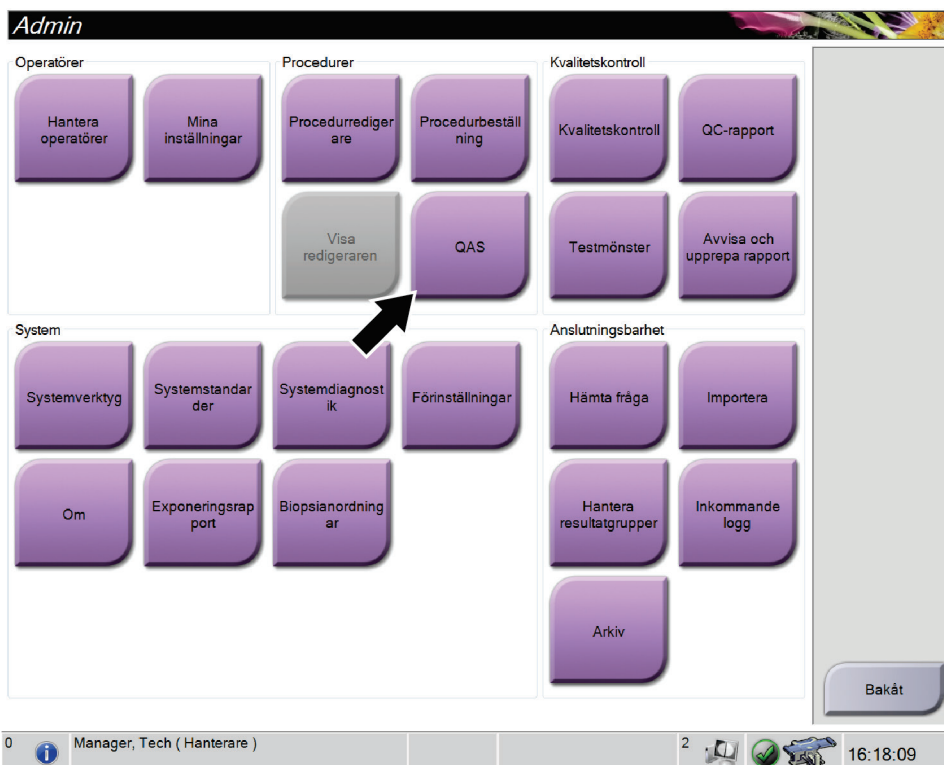 Admin
Operatörer
Hantera
operatörer
Mina
inställningar
Procedurer
Procedurrediger
are
Procedurbeställ
ning
Visa
redigeraren
QAS
Kvalitetskontroll
Kvalitetskontroll
QC-rapport
Testmönster
Avvisa och
upprepa rapport
System
Systemverktyg
Systemstandar
der
Systemdiagnost
ik
Förinställningar
Om
Exponeringsrap
port
Biopsianordning
ar
Anslutningsbarhet
Hämta fråga
Importera
Hantera
resultatgrupper
Inkommande
logg
Arkiv
Bakåt
0
Manager, Tech ( Hanterare )
2
16:18:09